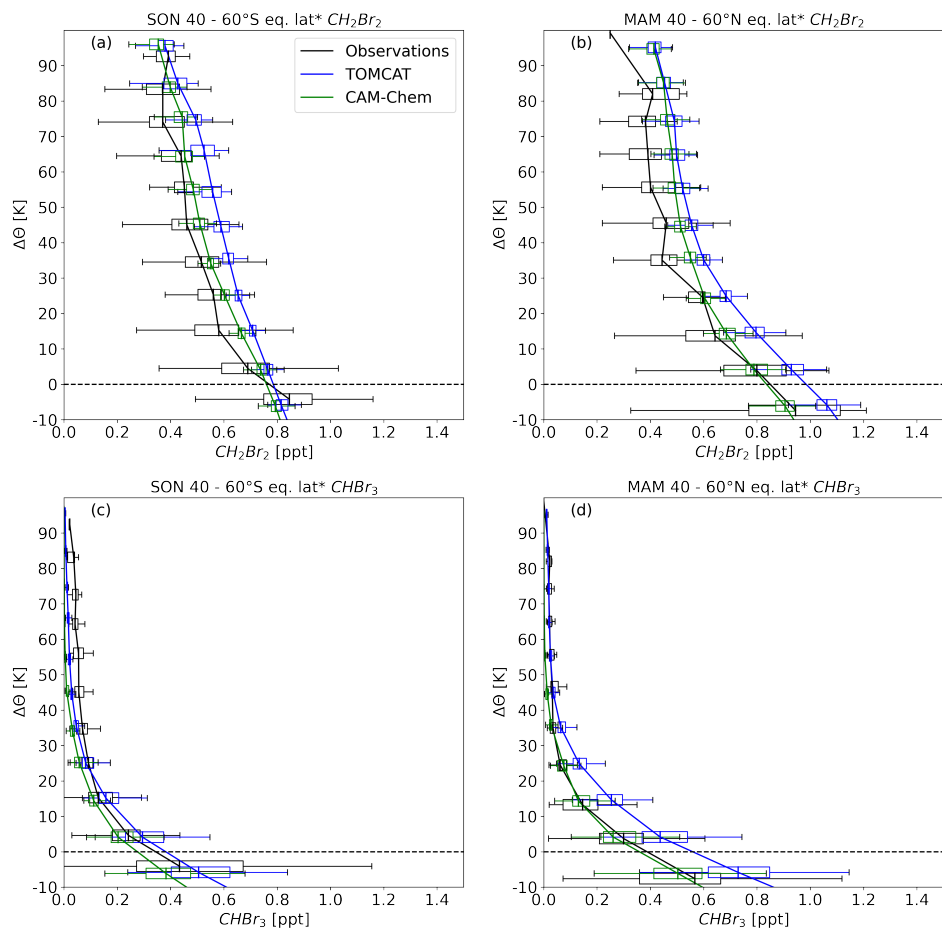 SON 40 - 60°S eq. lat* CH₂Br₂
(a)
Observations
TOMCAT
CAM-Chem
90
80
70
60
50
40
30
20
10
0
-10
ΔΘ [K]
0.0 0.2 0.4 0.6 0.8 1.0 1.2 1.4
CH₂Br₂ [ppt]
MAM 40 - 60°N eq. lat* CH₂Br₂
(b)
90
80
70
60
50
40
30
20
10
0
-10
ΔΘ [K]
0.0 0.2 0.4 0.6 0.8 1.0 1.2 1.4
CH₂Br₂ [ppt]
SON 40 - 60°S eq. lat* CHBr₃
(c)
90
80
70
60
50
40
30
20
10
0
-10
ΔΘ [K]
0.0 0.2 0.4 0.6 0.8 1.0 1.2 1.4
CHBr₃ [ppt]
MAM 40 - 60°N eq. lat* CHBr₃
(d)
90
80
70
60
50
40
30
20
10
0
-10
ΔΘ [K]
0.0 0.2 0.4 0.6 0.8 1.0 1.2 1.4
CHBr₃ [ppt]